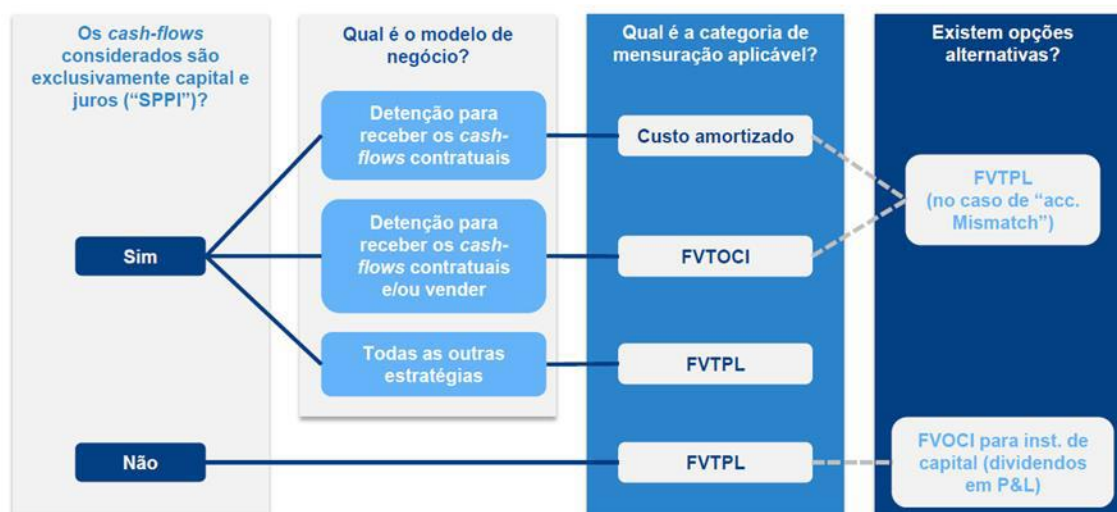 Os cash-flows
considerados são
exclusivamente capital e
juros (“SPPI”)?
Qual é o modelo de
negócio?
Qual é a categoria de
mensuração aplicável?
Existem opções
alternativas?
Sim
Detenção para
receber os cash-
flows contratuais
Custo amortizado
FVTPL
(no caso de “acc.
Mismatch”)
Detenção para
receber os cash-
flows contratuais
e/ou vender
FVTOCI
Todas as outras
estratégias
FVTPL
Não
FVTPL
FVOCI para inst. de
capital (dividendos
em P&L)